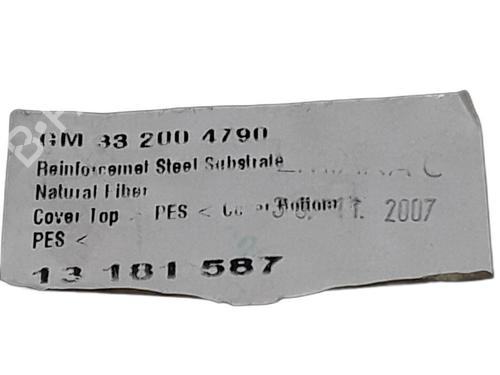 GM 33 200 4790
Reinforcemet Steel Substrate
Natural Fiber
Cover Top - PES < Cover Bottom
11. 2007
PES <
13 181 587